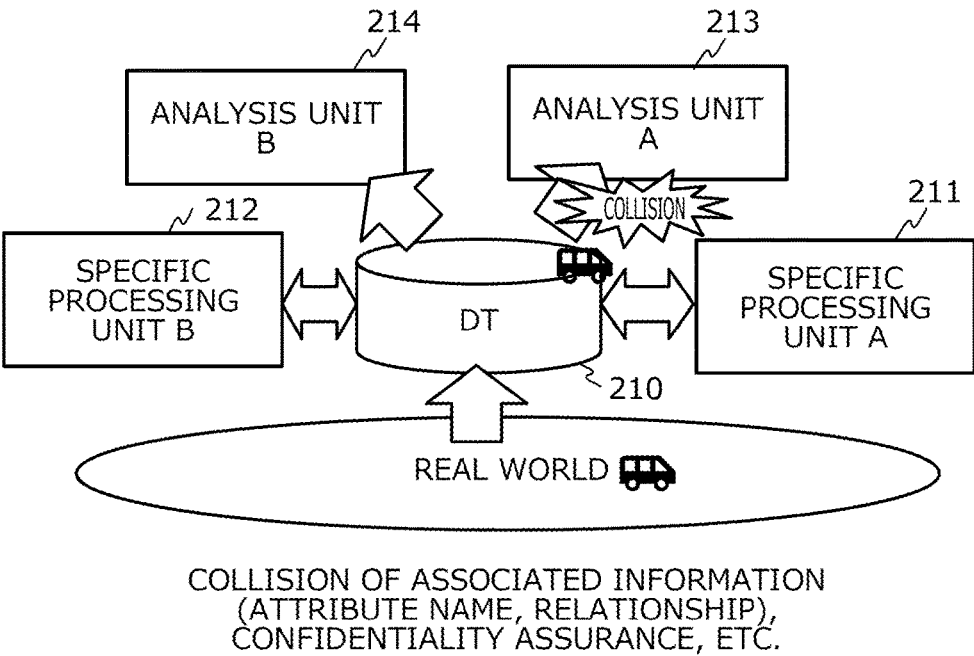 214
213
ANALYSIS UNIT
B
ANALYSIS UNIT
A
COLLISION
212
211
SPECIFIC
PROCESSING
UNIT B
DT
SPECIFIC
PROCESSING
UNIT A
210
REAL WORLD
COLLISION OF ASSOCIATED INFORMATION
(ATTRIBUTE NAME, RELATIONSHIP),
CONFIDENTIALITY ASSURANCE, ETC.